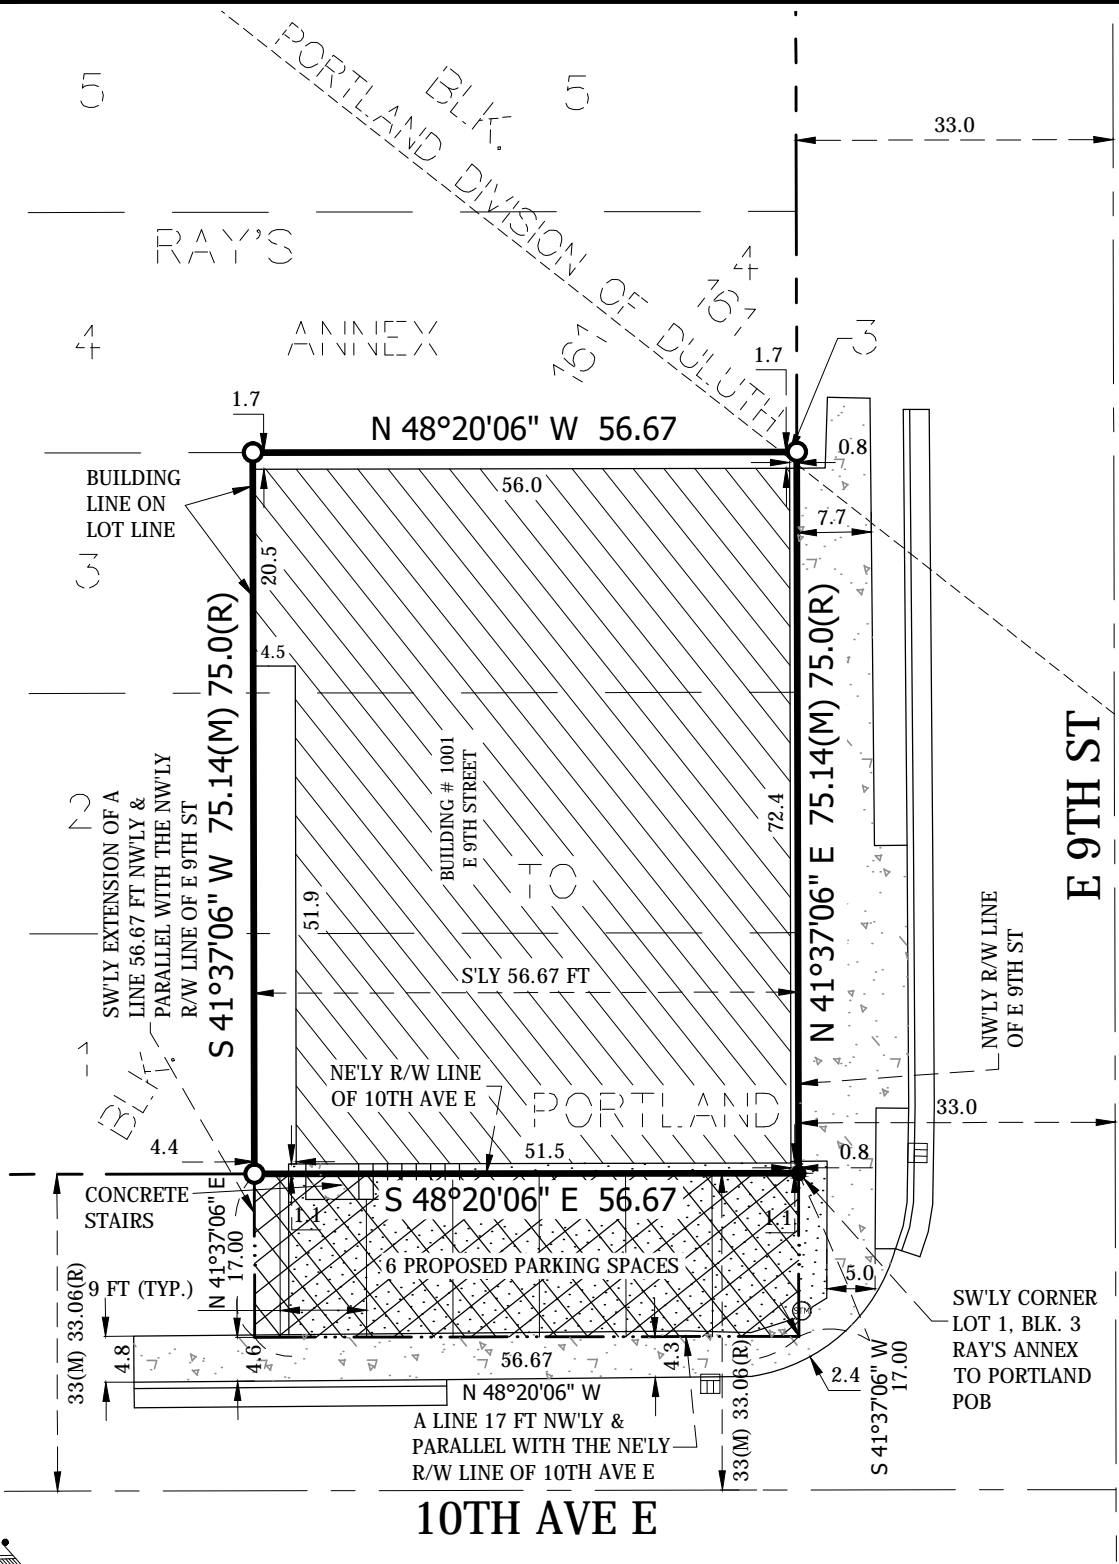 5
BLK.
5
PORTLAND DIVISION OF DULUTH
33.0
RAY'S
4
161
4
ANNEX
161
3
1.7
1.7
N 48°20'06" W 56.67
0.8
BUILDING
LINE ON
LOT LINE
56.0
7.7
3
20.5
4.5
S 41°37'06" W 75.14(M) 75.0(R)
N 41°37'06" E 75.14(M) 75.0(R)
E 9TH ST
2
SW'LY EXTENSION OF A
LINE 56.67 FT NW'LY &
PARALLEL WITH THE NW'LY
R/W LINE OF E 9TH ST
BUILDING # 1001
E 9TH STREET
72.4
TO
51.9
S'LY 56.67 FT
NW'LY R/W LINE
OF E 9TH ST
1
BLK.
NE'LY R/W LINE
OF 10TH AVE E
PORTLAND
33.0
4.4
51.5
0.8
CONCRETE
STAIRS
S 48°20'06" E 56.67
1.1
1.1
N 41°37'06" E
17.00
6 PROPOSED PARKING SPACES
9 FT (TYP.)
5.0
STM
SW'LY CORNER
LOT 1, BLK. 3
RAY'S ANNEX
TO PORTLAND
POB
33(M) 33.06(R)
4.8
4.6
56.67
4.3
2.4
S 41°37'06" W
17.00
N 48°20'06" W
33(M) 33.06(R)
A LINE 17 FT NW'LY &
PARALLEL WITH THE NE'LY
R/W LINE OF 10TH AVE E
10TH AVE E